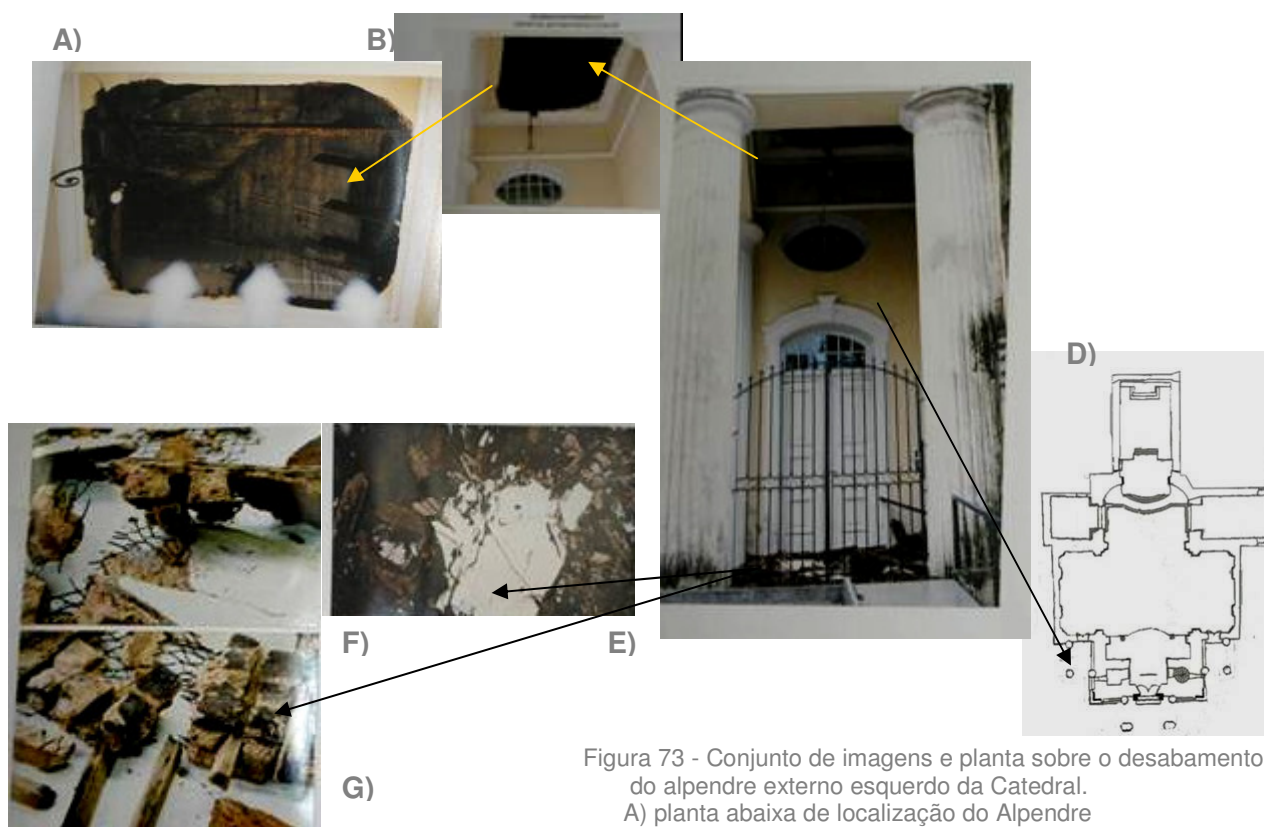 A)
B)
D)
F)
E)
G)
Figura 73 - Conjunto de imagens e planta sobre o desabamento
do alpendre externo esquerdo da Catedral.
A) planta abaixa de localização do Alpendre